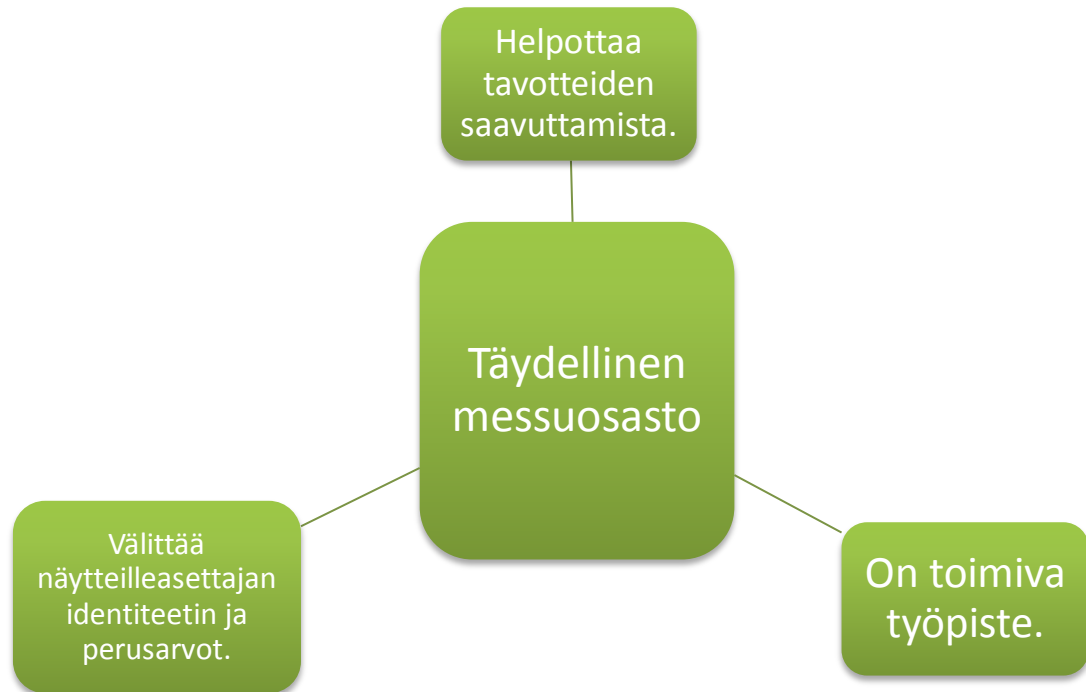 Helpottaa
tavotteiden
saavuttamista.
Täydellinen
messuosasto
Välittää
näytteilleasettajan
identiteetin ja
perusarvot.
On toimiva
työpiste.